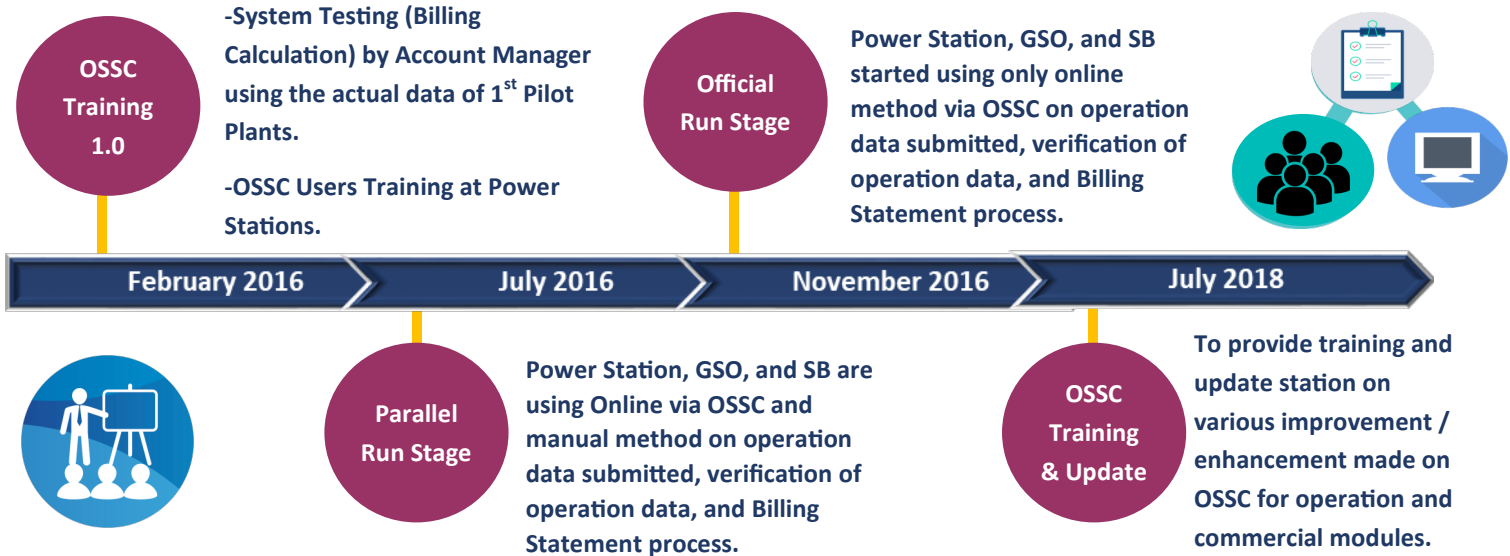 OSSC
Training
1.0
-System Testing (Billing
Calculation) by Account Manager
using the actual data of 1st Pilot
Plants.
-OSSC Users Training at Power
Stations.
Official
Run Stage
Power Station, GSO, and SB
started using only online
method via OSSC on operation
data submitted, verification of
operation data, and Billing
Statement process.
February 2016
July 2016
November 2016
July 2018
Parallel
Run Stage
Power Station, GSO, and SB are
using Online via OSSC and
manual method on operation
data submitted, verification of
operation data, and Billing
Statement process.
OSSC
Training
& Update
To provide training and
update station on
various improvement /
enhancement made on
OSSC for operation and
commercial modules.